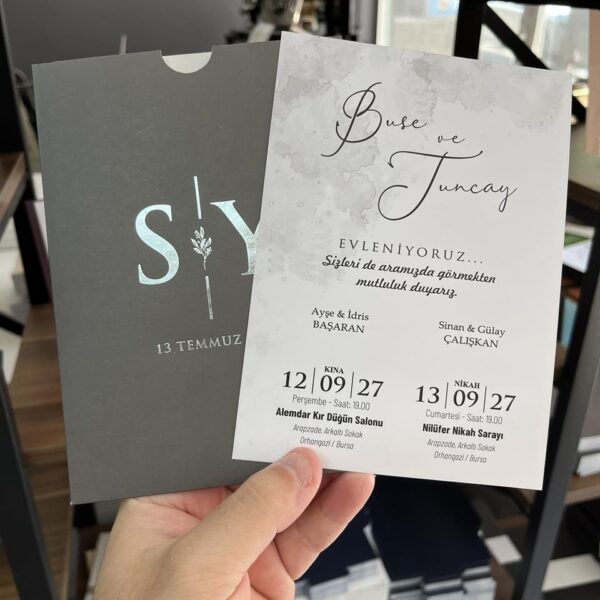 S Y
13 TEMMUZ
Buse
ve
Tuncay
EVLENİYORUZ...
Sizleri de aramızda görmekten
mutluluk duyarız.
Ayşe & İdris
BAŞARAN
Sinan & Gülay
ÇALIŞKAN
KINA
12|09|27
Perşembe - Saat: 19.00
Alemdar Kır Düğün Salonu
Arapzade, Arkaltı Sokak
Orhangazi / Bursa
NİKAH
13|09|27
Cumartesi - Saat: 19.00
Nilüfer Nikah Sarayı
Arapzade, Arkaltı Sokak
Orhangazi / Bursa